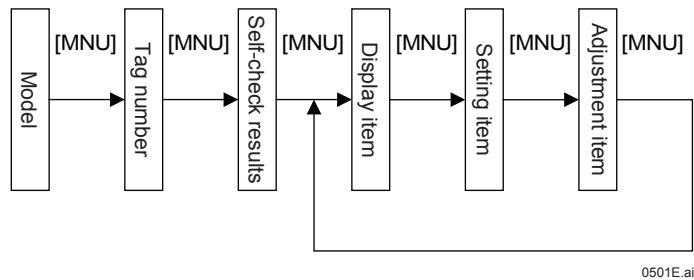 Model
[MNU]
Tag number
[MNU]
Self-check results
[MNU]
Display item
[MNU]
Setting item
[MNU]
Adjustment item
[MNU]
0501E.ai